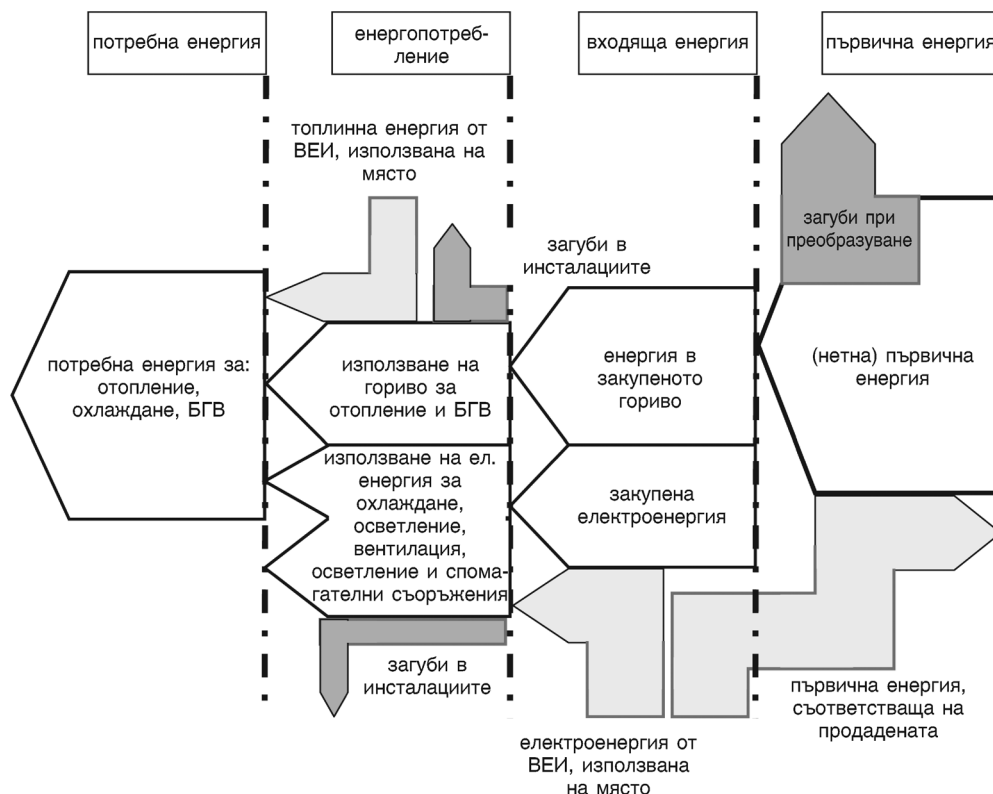 потребна енергия
енергопотреб-
ление
входяща енергия
първична енергия
топлинна енергия от
ВЕИ, използвана на
място
загуби в
инсталациите
загуби при
преобразуване
потребна енергия за:
отопление,
охлаждане, БГВ
използване на
гориво за
отопление и БГВ
енергия в
закупеното
гориво
(нетна) първична
енергия
използване на ел.
енергия за
охлаждане,
осветление,
вентилация,
осветление и спома-
гателни съоръжения
закупена
електроенергия
загуби в
инсталациите
първична енергия,
съответстваща на
продадената
електроенергия от
ВЕИ, използвана
на място